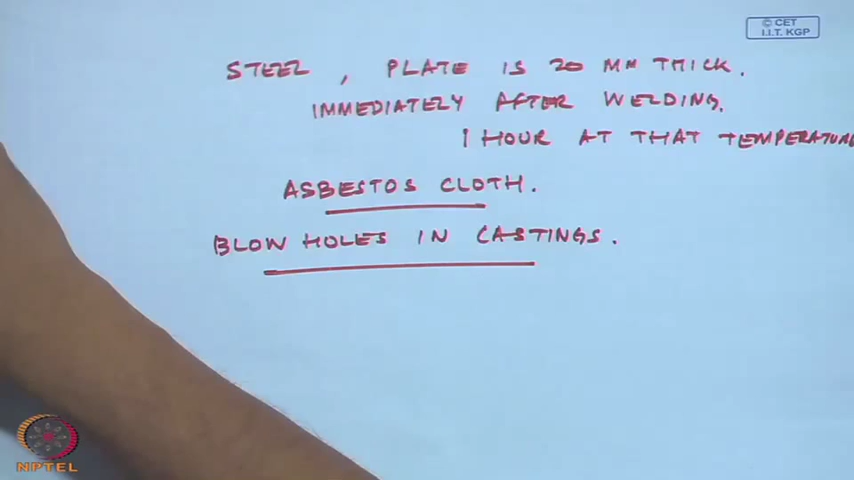 © CET
I.I.T. KGP
STEEL, PLATE IS 20 MM THICK.
IMMEDIATELY AFTER WELDING.
1 HOUR AT THAT TEMPERATURE
ASBESTOS CLOTH.
BLOW HOLES IN CASTINGS.
NPTEL